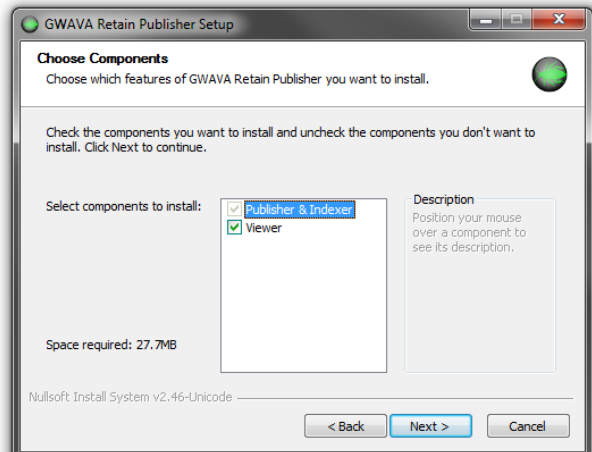 GWAVA Retain Publisher Setup
Choose Components
Choose which features of GWAVA Retain Publisher you want to install.
Check the components you want to install and uncheck the components you don't want to
install. Click Next to continue.
Select components to install:
Publisher & Indexer
Viewer
Description
Position your mouse
over a component to
see its description.
Space required: 27.7MB
Nullsoft Install System v2.46-Unicode
< Back
Next >
Cancel